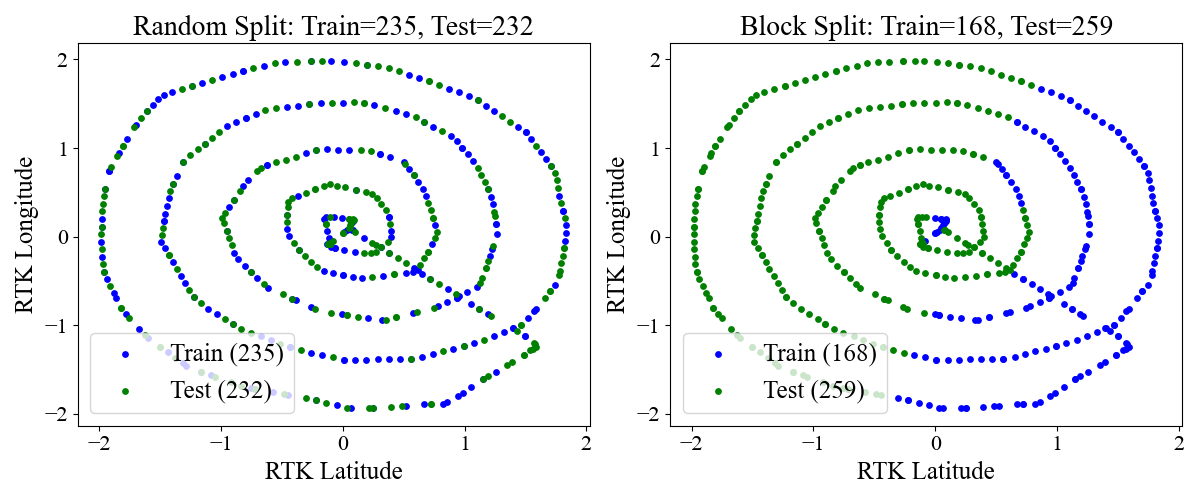 Random Split: Train=235, Test=232
RTK Longitude
2
1
0
−1
−2
Train (235)
Test (232)
−2
−1
0
1
2
RTK Latitude
Block Split: Train=168, Test=259
RTK Longitude
2
1
0
−1
−2
Train (168)
Test (259)
−2
−1
0
1
2
RTK Latitude